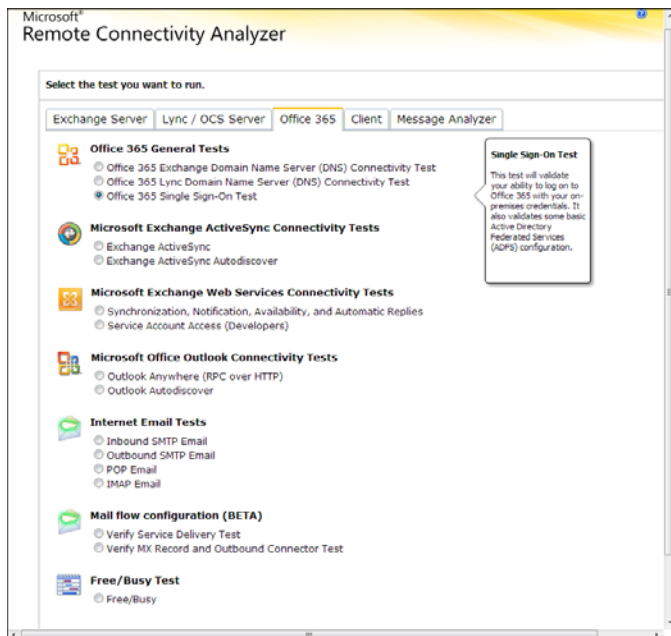 Microsoft®
Remote Connectivity Analyzer
Select the test you want to run.
Exchange Server
Lync / OCS Server
Office 365
Client
Message Analyzer
Office 365 General Tests
Office 365 Exchange Domain Name Server (DNS) Connectivity Test
Office 365 Lync Domain Name Server (DNS) Connectivity Test
Office 365 Single Sign-On Test
Single Sign-On Test
This test will validate
your ability to log on to
Office 365 with your on-
premises credentials. It
also validates some basic
Active Directory
Federated Services
(ADFS) configuration.
Microsoft Exchange ActiveSync Connectivity Tests
Exchange ActiveSync
Exchange ActiveSync Autodiscover
Microsoft Exchange Web Services Connectivity Tests
Synchronization, Notification, Availability, and Automatic Replies
Service Account Access (Developers)
Microsoft Office Outlook Connectivity Tests
Outlook Anywhere (RPC over HTTP)
Outlook Autodiscover
Internet Email Tests
Inbound SMTP Email
Outbound SMTP Email
POP Email
IMAP Email
Mail flow configuration (BETA)
Verify Service Delivery Test
Verify MX Record and Outbound Connector Test
Free/Busy Test
Free/Busy